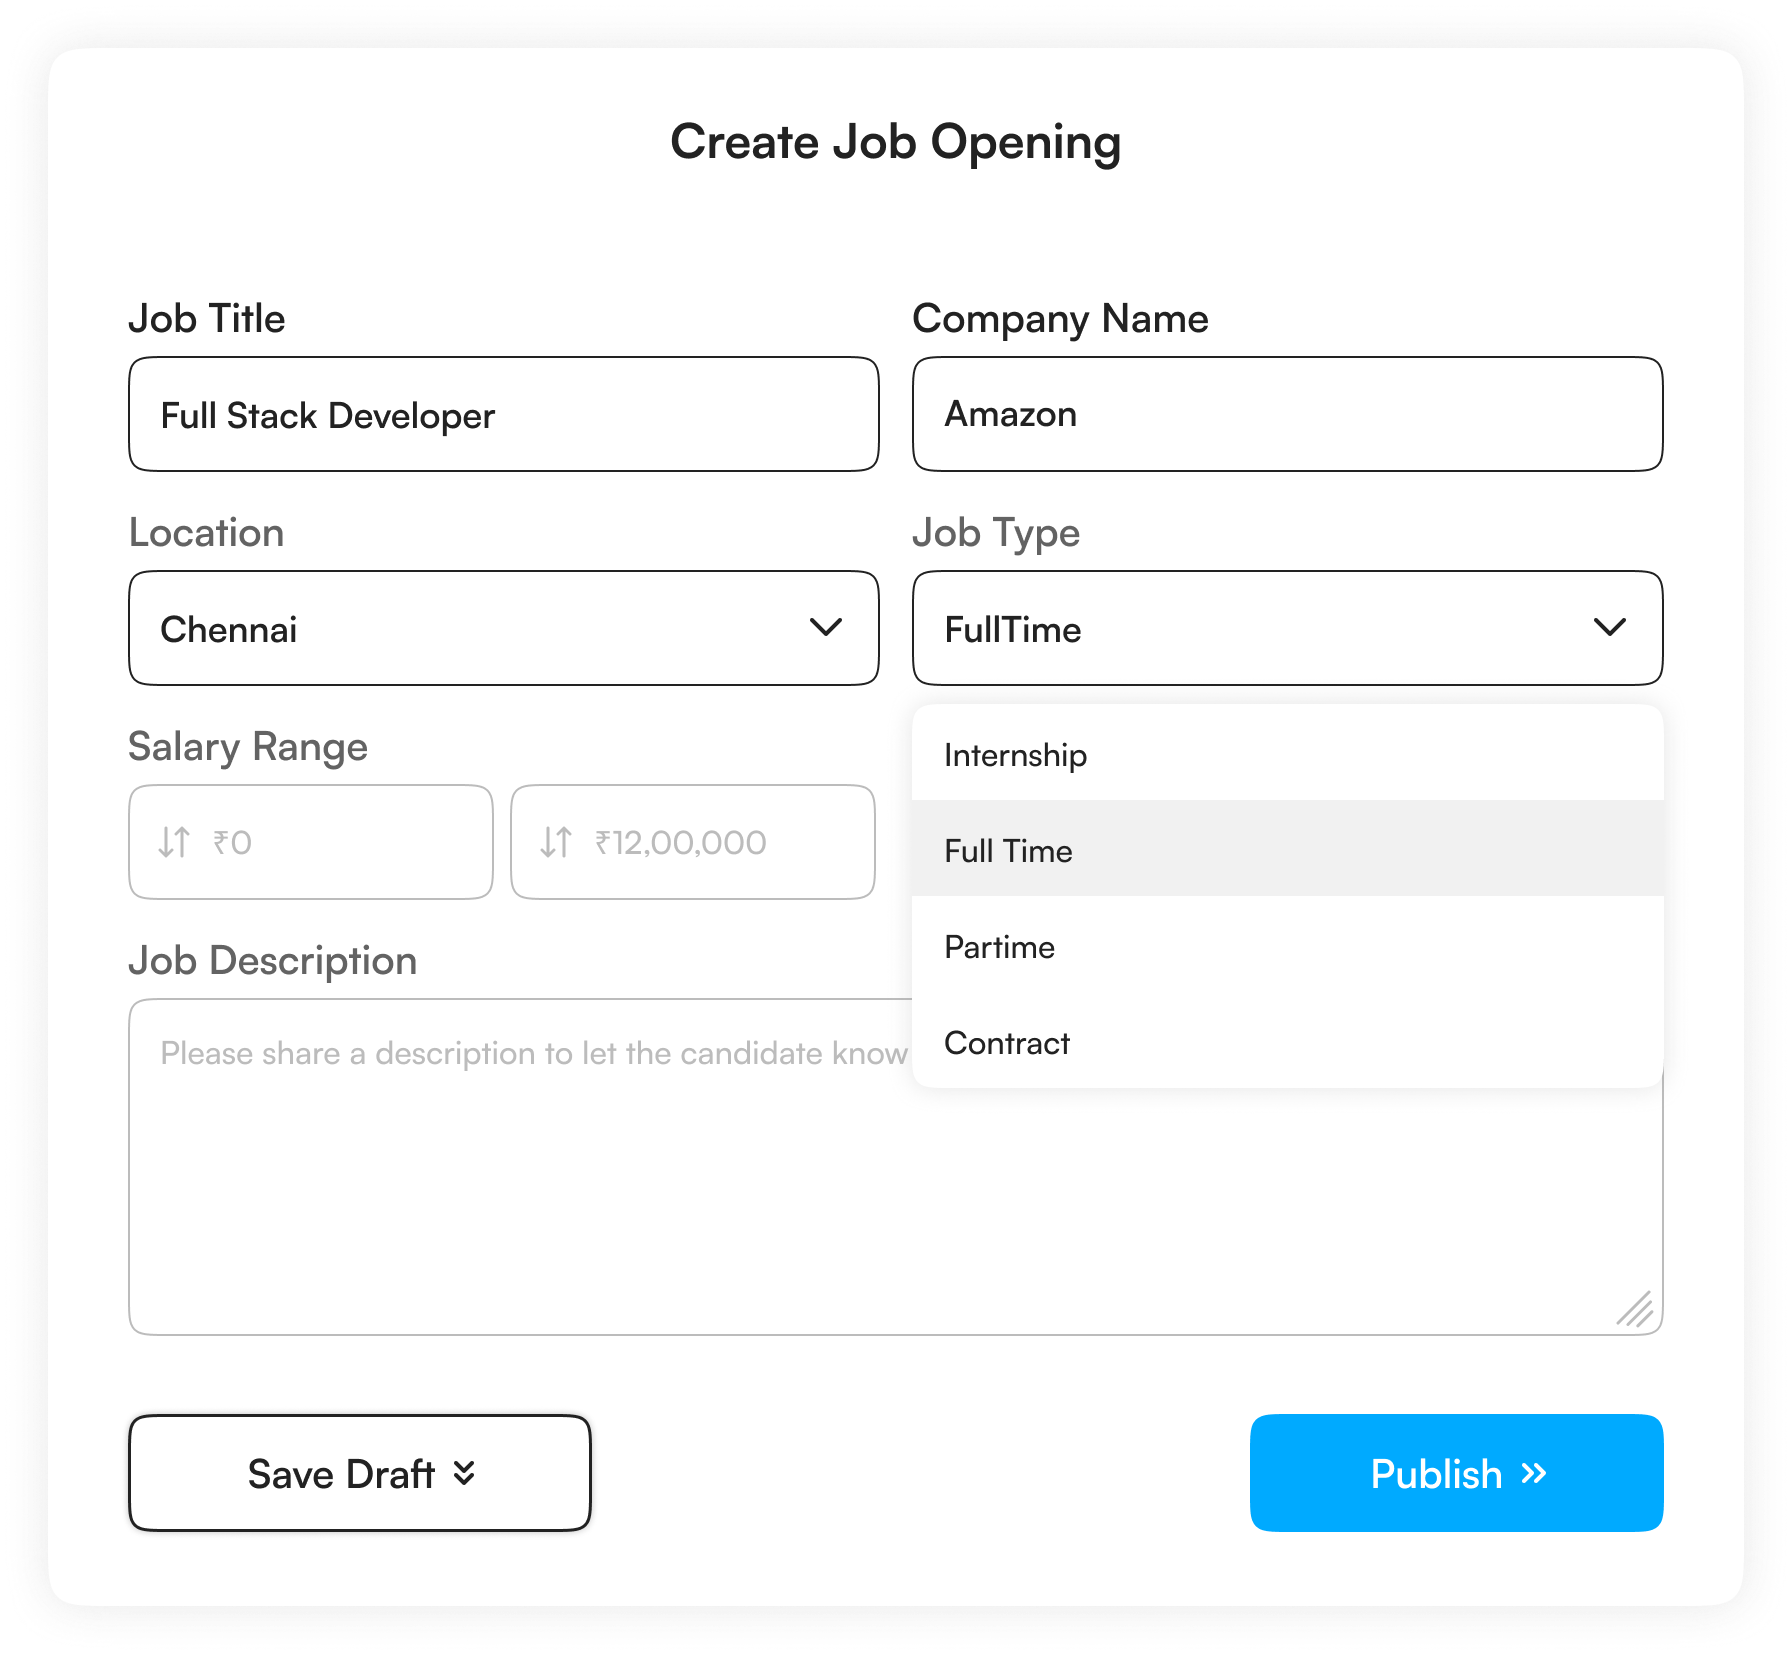 Create Job Opening
Job Title
Company Name
Full Stack Developer
Amazon
Location
Job Type
Chennai
FullTime
Salary Range
₹0
₹12,00,000
Internship
Full Time
Partime
Contract
Job Description
Please share a description to let the candidate know
Save Draft
Publish